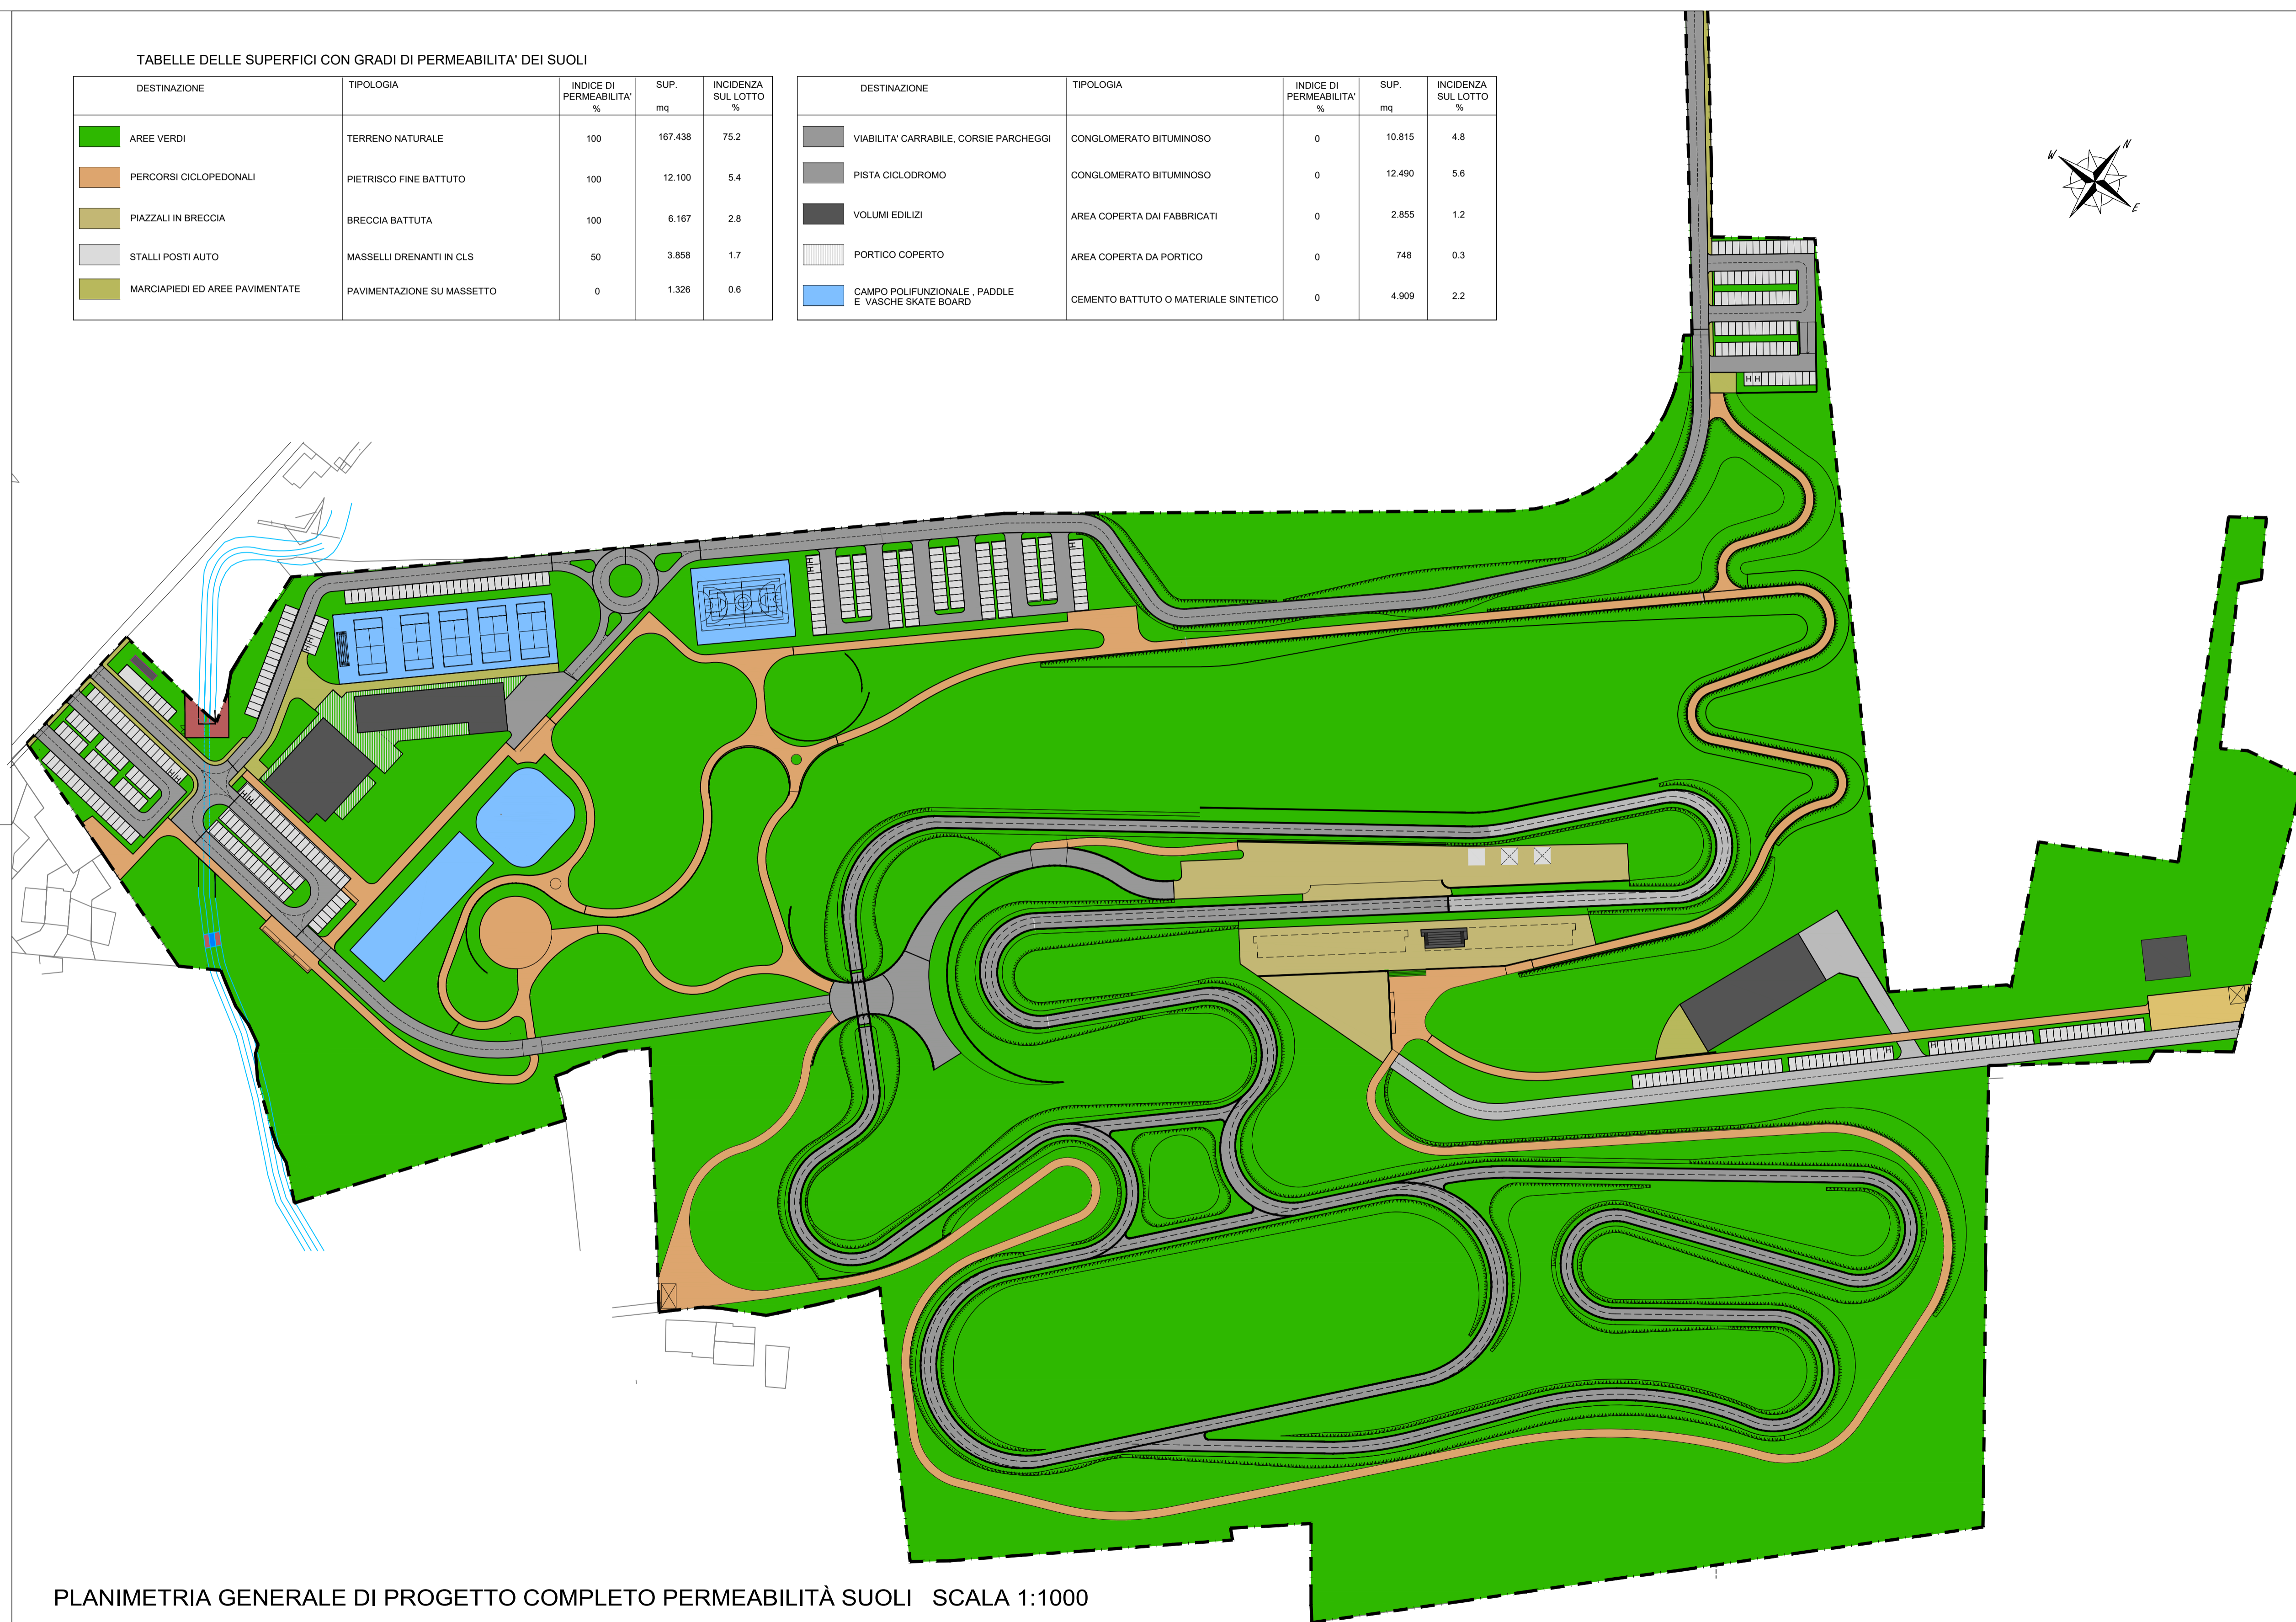 TABELLE DELLE SUPERFICI CON GRADI DI PERMEABILITA' DEI SUOLI
DESTINAZIONE TIPOLOGIA INDICE DI PERMEABILITA' % SUP. mq INCIDENZA SUL LOTTO %
AREE VERDI TERRENO NATURALE 100 167.438 75.2
PERCORSI CICLOPEDONALI PIETRISCO FINE BATTUTO 100 12.100 5.4
PIAZZALI IN BRECCIA BRECCIA BATTUTA 100 6.167 2.8
STALLI POSTI AUTO MASSELLI DRENANTI IN CLS 50 3.858 1.7
MARCIAPIEDI ED AREE PAVIMENTATE PAVIMENTAZIONE SU MASSETTO 0 1.326 0.6
DESTINAZIONE TIPOLOGIA INDICE DI PERMEABILITA' % SUP. mq INCIDENZA SUL LOTTO %
VIABILITA' CARRABILE, CORSIE PARCHEGGI CONGLOMERATO BITUMINOSO 0 10.815 4.8
PISTA CICLODROMO CONGLOMERATO BITUMINOSO 0 12.490 5.6
VOLUMI EDILIZI AREA COPERTA DAI FABBRICATI 0 2.855 1.2
PORTICO COPERTO AREA COPERTA DA PORTICO 0 748 0.3
CAMPO POLIFUNZIONALE , PADDLE
E VASCHE SKATE BOARD CEMENTO BATTUTO O MATERIALE SINTETICO 0 4.909 2.2
W N
E
H H
H
H
H
H
H
H
H
H
H
H
H
H
PLANIMETRIA GENERALE DI PROGETTO COMPLETO PERMEABILITÀ SUOLI SCALA 1:1000